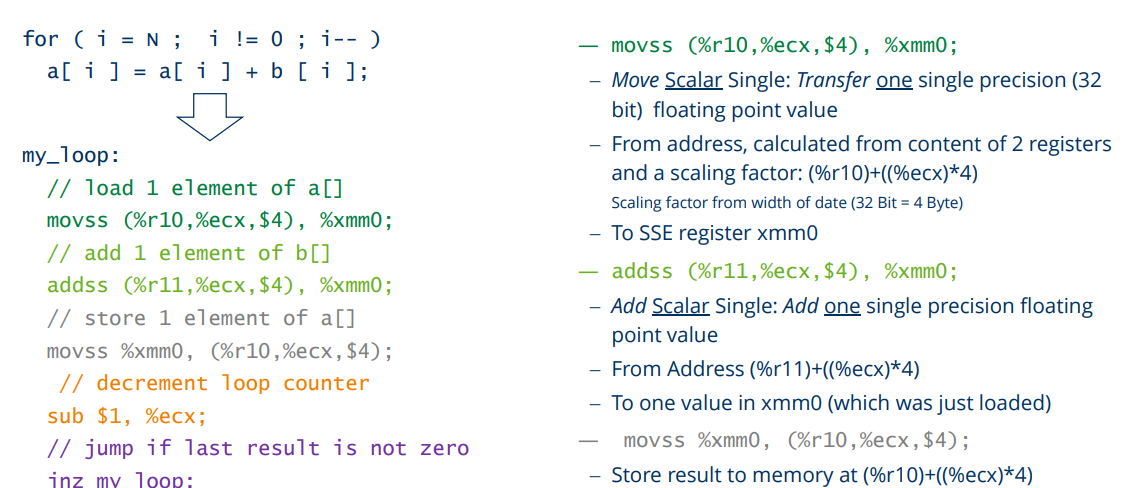 for ( i = N ;  i != 0 ; i-- )
a[ i ] = a[ i ] + b [ i ];
my_loop:
// load 1 element of a[]
movss (%r10,%ecx,$4), %xmm0;
// add 1 element of b[]
addss (%r11,%ecx,$4), %xmm0;
// store 1 element of a[]
movss %xmm0, (%r10,%ecx,$4);
// decrement loop counter
sub $1, %ecx;
// jump if last result is not zero
jnz my_loop;
— movss (%r10,%ecx,$4), %xmm0;
– Move Scalar Single: Transfer one single precision (32
bit)  floating point value
– From address, calculated from content of 2 registers
and a scaling factor: (%r10)+((%ecx)*4)
Scaling factor from width of date (32 Bit = 4 Byte)
– To SSE register xmm0
— addss (%r11,%ecx,$4), %xmm0;
– Add Scalar Single: Add one single precision floating
point value
– From Address (%r11)+((%ecx)*4)
– To one value in xmm0 (which was just loaded)
— movss %xmm0, (%r10,%ecx,$4);
– Store result to memory at (%r10)+((%ecx)*4)